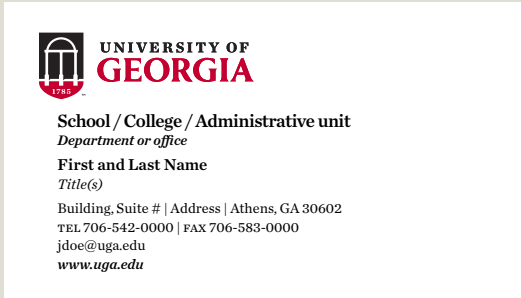 UNIVERSITY OF
GEORGIA
1785
School / College / Administrative unit
Department or office
First and Last Name
Title(s)
Building, Suite # | Address | Athens, GA 30602
TEL 706-542-0000 | FAX 706-583-0000
jdoe@uga.edu
www.uga.edu